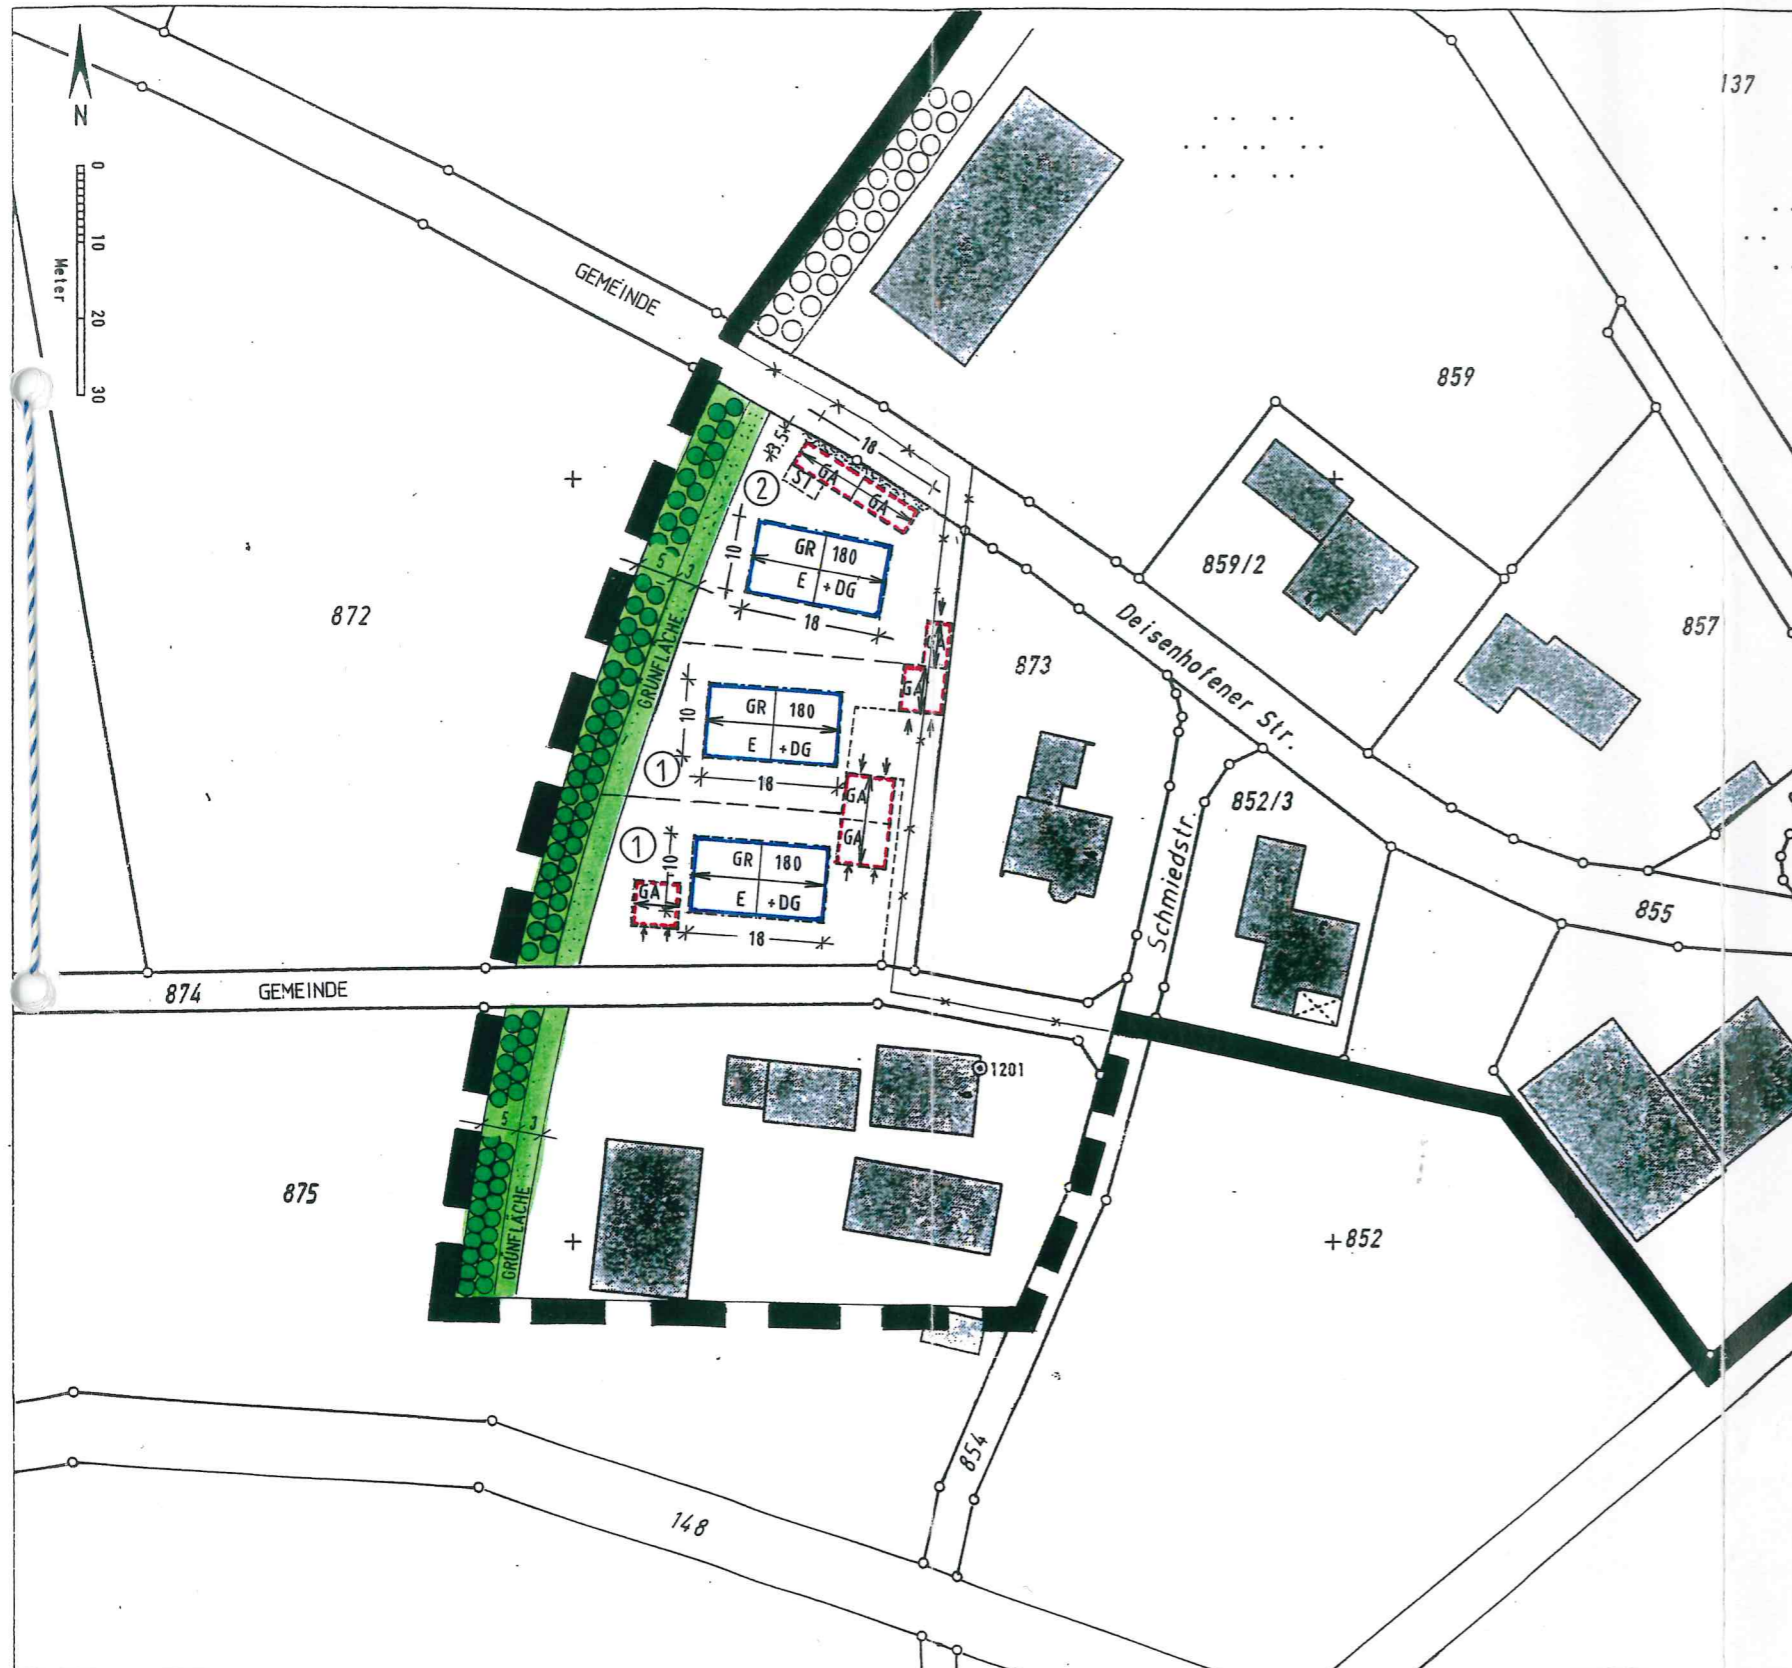 137
N
0
10
20
30
Meter
GEMEINDE
859
18
3.5
GA
ST
GA
2
GR 180
E +DG
10
18
859/2
857
872
5 3
GRÜNFLÄCHE
Deisenhofener Str.
873
GA
GA
GR 180
E +DG
10
18
1
GA
GA
852/3
Schmiedstr.
1
GR 180
E +DG
10
18
GA
855
874 GEMEINDE
1201
5 3
875
GRÜNFLÄCHE
852
854
148